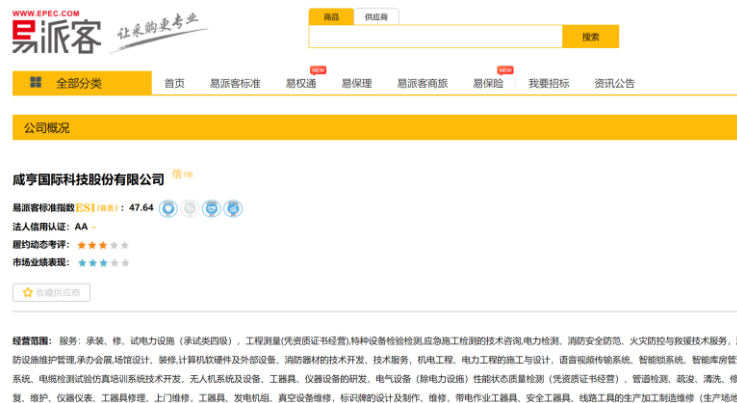 WWW.EPEC.COM
易派客 让采购更专业
商品 供应商
搜索
全部分类 首页 易派客标准 易权通 NEW 易保理 易派客商旅 易保险 NEW 我要招标 资讯公告
公司概况
咸亨国际科技股份有限公司 信
易派客标准指数ESI(会员)：47.64
法人信用认证：AA -
履约动态考评：
市场业绩表现：
收藏供应商
经营范围： 服务：承装、修、试电力设施（承试类四级），工程测量(凭资质证书经营),特种设备检验检测,应急施工检测的技术咨询,电力检测、消防安全防范、火灾防控与救援技术服务，
防设施维护管理,承办会展,场馆设计、装修,计算机软硬件及外部设备、消防器材的技术开发、技术服务，机电工程、电力工程的施工与设计，语音视频传输系统、智能锁系统、智能库房管
系统、电缆检测试验仿真培训系统技术开发，无人机系统及设备、工器具、仪器设备的研发，电气设备（除电力设施）性能状态质量检测（凭资质证书经营），管道检测、疏浚、清洗、修
复、维护、仪器仪表、工器具修理、上门维修，工器具、发电机组、真空设备维修，标识牌的设计及制作、维修，带电作业工器具、安全工器具、线路工具的生产加工制造维修（生产场地